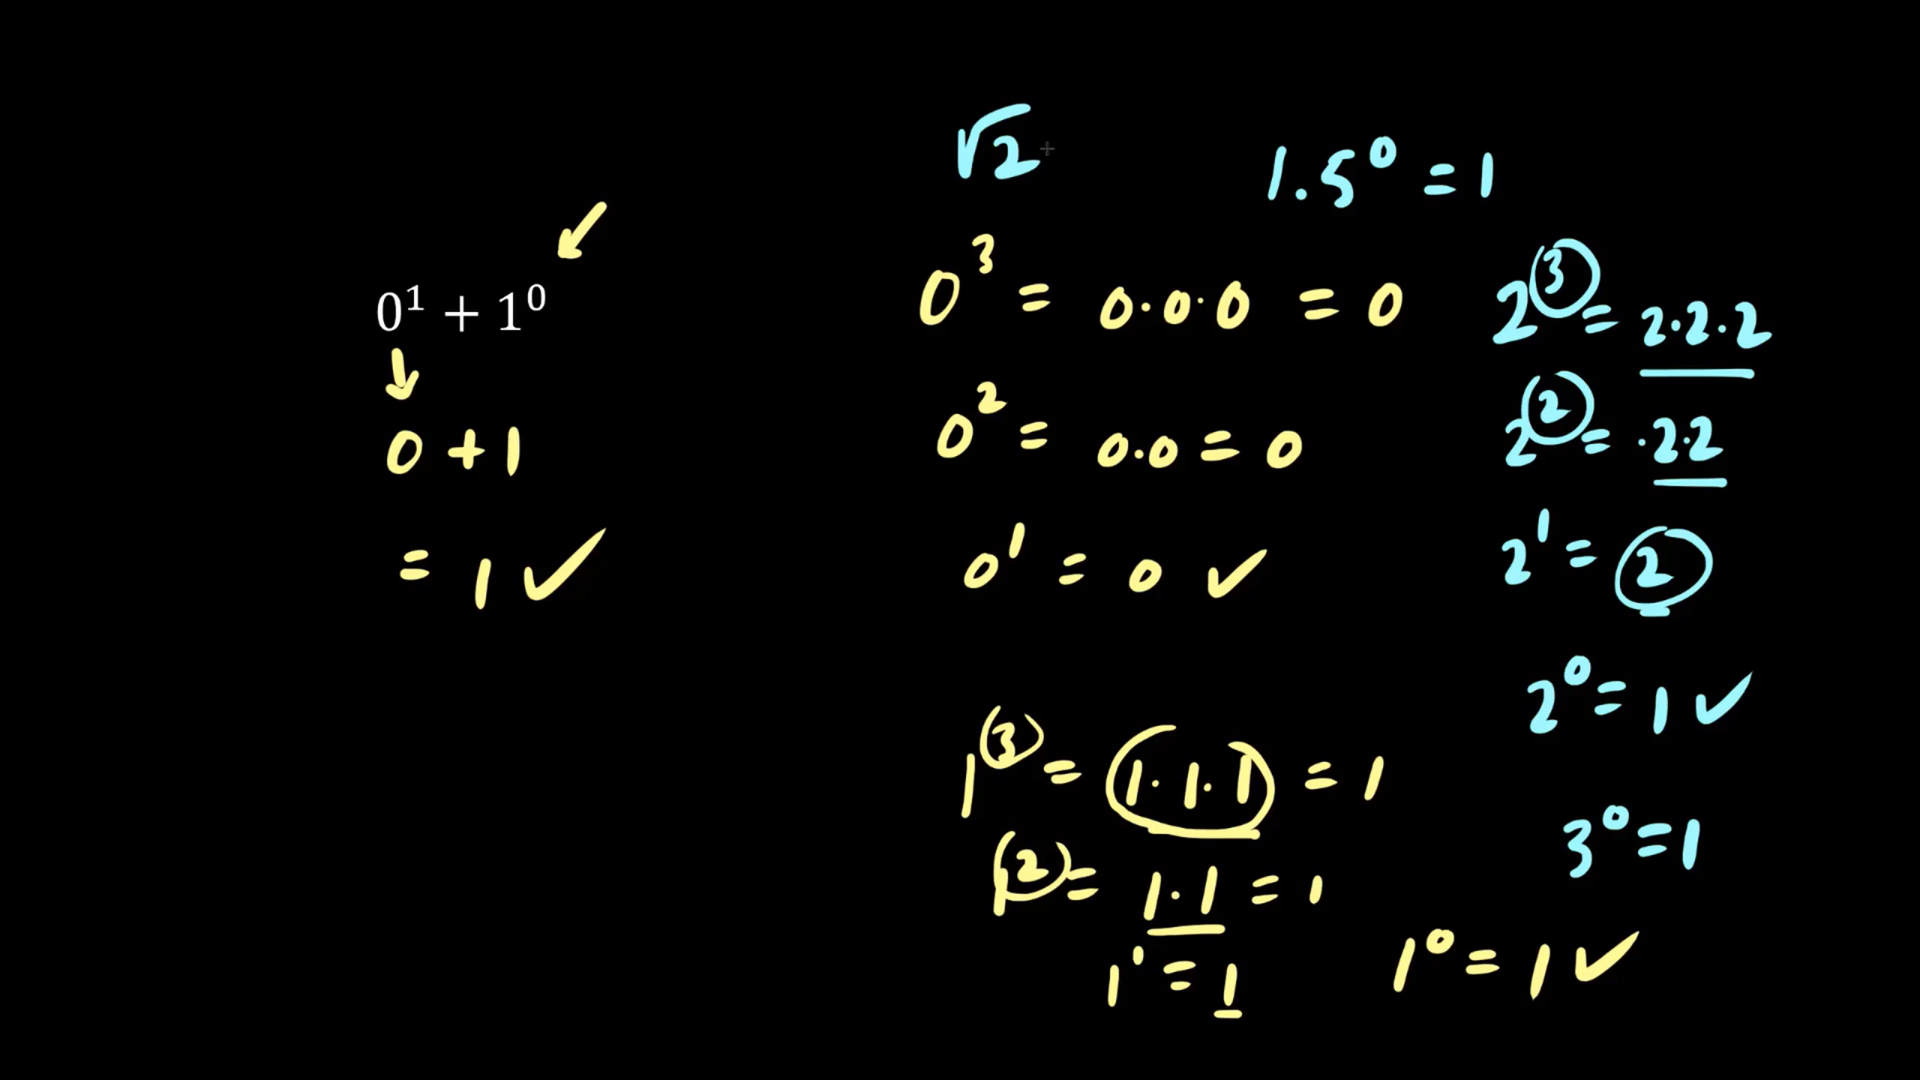 √2
1.5⁰ = 1
0¹ + 1⁰
0 + 1
= 1 ✓
0³ = 0·0·0 = 0
0² = 0·0 = 0
0¹ = 0 ✓
1³ = 1·1·1 = 1
1² = 1·1 = 1
1¹ = 1
2³ = 2·2·2
2² = ·2·2
2¹ = 2
2⁰ = 1 ✓
3⁰ = 1
1⁰ = 1 ✓